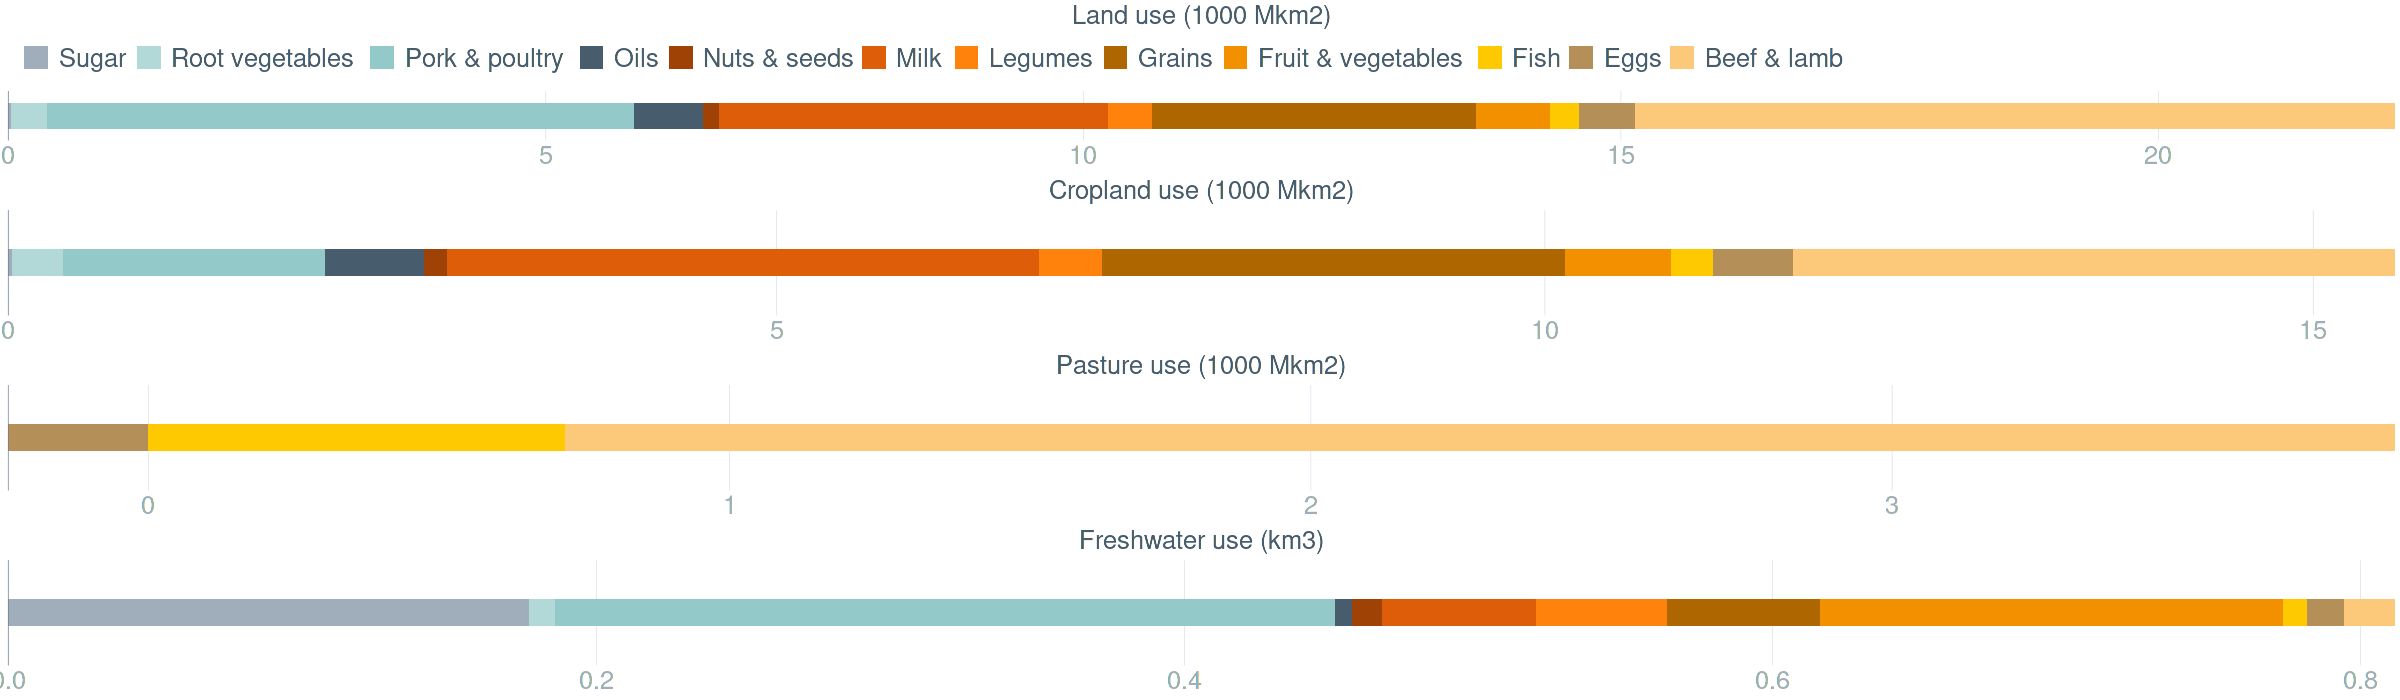 Land use (1000 Mkm2)
Sugar Root vegetables Pork & poultry Oils Nuts & seeds Milk Legumes Grains Fruit & vegetables Fish Eggs Beef & lamb
0 5 10 15 20
Cropland use (1000 Mkm2)
0 5 10 15
Pasture use (1000 Mkm2)
0 1 2 3
Freshwater use (km3)
0.0 0.2 0.4 0.6 0.8